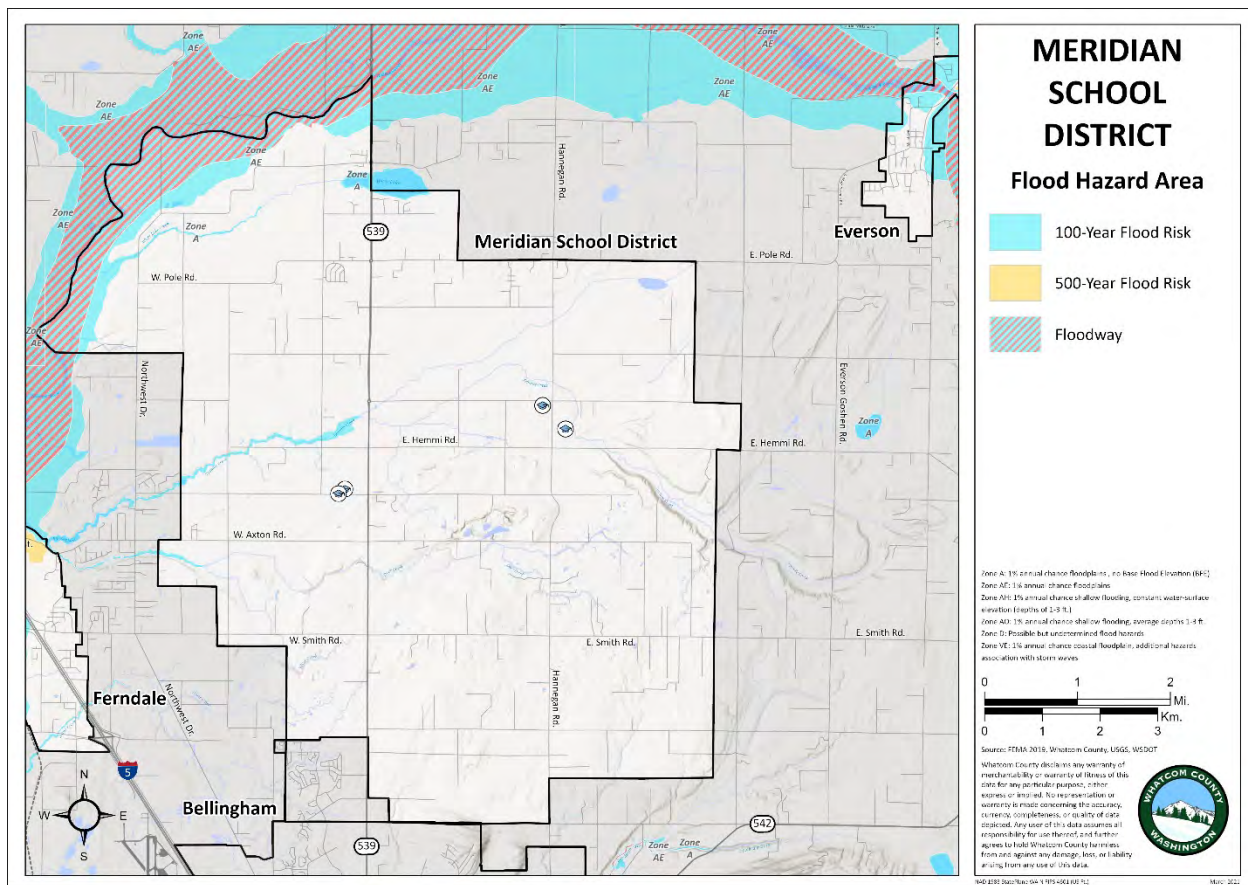 MERIDIAN
SCHOOL
DISTRICT
Flood Hazard Area
100-Year Flood Risk
500-Year Flood Risk
Floodway
Zone A: 1% annual chance floodplains , no Base Flood Elevation (BFE)
Zone AE: 1% annual chance floodplains
Zone AH: 1% annual chance shallow flooding, constant water-surface
elevation (depths of 1-3 ft.)
Zone AO: 1% annual chance shallow flooding, average depths 1-3 ft.
Zone D: Possible but undetermined flood hazards
Zone VE: 1% annual chance coastal floodplain, additional hazards
association with storm waves
0 1 2
Mi.
Km.
0 1 2 3
Source: FEMA 2019, Whatcom County, USGS, WSDOT
Whatcom County disclaims any warranty of
merchantability or warranty of fitness of this
data for any particular purpose, either
express or implied. No representation or
warranty is made concerning the accuracy,
currency, completeness, or quality of data
depicted. Any user of this data assumes all
responsibility for use thereof, and further
agrees to hold Whatcom County harmless
from and against any damage, loss, or liability
arising from any use of this data.
WHATCOM COUNTY
WASHINGTON
March 2021
Zone
AE
Zone
AE
Zone
AE
Zone
AE
Zone
AE
Zone
AE
Zone
AE
Zone
A
Hannegan Rd.
Zone
AE
Zone
A
539
Meridian School District
Everson
W. Pole Rd.
E. Pole Rd.
Zone
AE
Northwest Dr.
Everson Goshen Rd.
Zone
A
E. Hemmi Rd.
E. Hemmi Rd.
W. Axton Rd.
W. Smith Rd.
E. Smith Rd.
E. Smith Rd.
Ferndale
Northwest Dr.
Hannegan Rd.
5
N
W E
S
Bellingham
539
542
Zone
AE
Zone
A